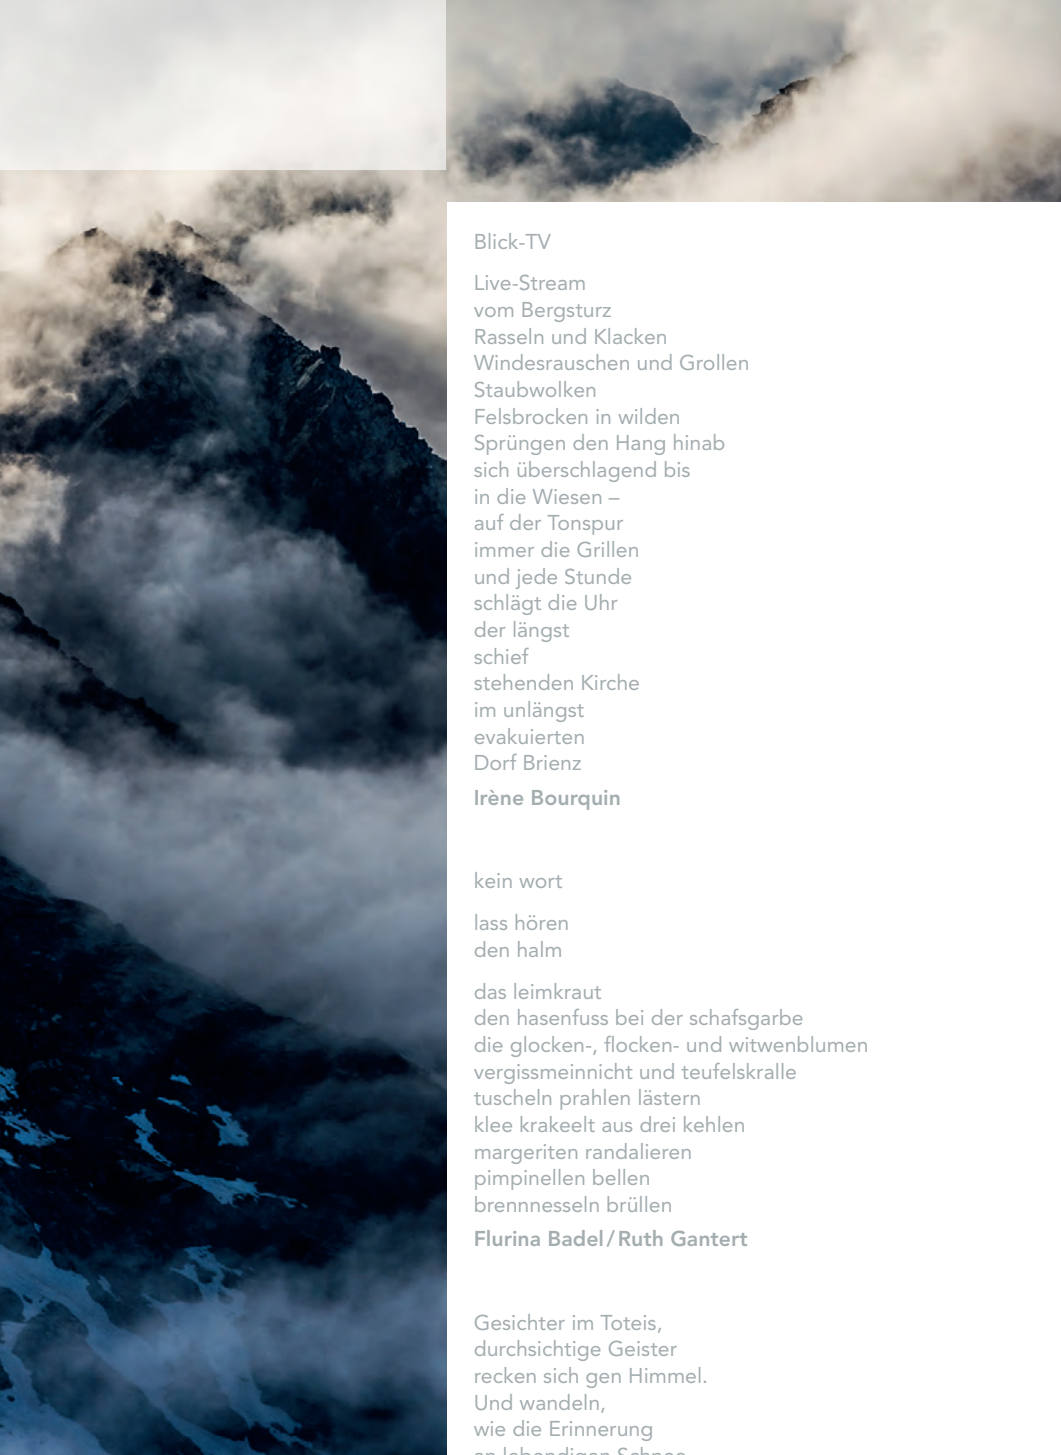 Blick-TV
Live-Stream
vom Bergsturz
Rasseln und Klacken
Windesrauschen und Grollen
Staubwolken
Felsbrocken in wilden
Sprüngen den Hang hinab
sich überschlagend bis
in die Wiesen –
auf der Tonspur
immer die Grillen
und jede Stunde
schlägt die Uhr
der längst
schief
stehenden Kirche
im unlängst
evakuierten
Dorf Brienz
Irène Bourquin
kein wort
lass hören
den halm
das leimkraut
den hasenfuss bei der schafsgarbe
die glocken-, flocken- und witwenblumen
vergissmeinnicht und teufelskralle
tuscheln prahlen lästern
klee krakeelt aus drei kehlen
margeriten randalieren
pimpinellen bellen
brennnesseln brüllen
Flurina Badel/Ruth Gantert
Gesichter im Toteis,
durchsichtige Geister
recken sich gen Himmel.
Und wandeln,
wie die Erinnerung
an lebendigen Schnee